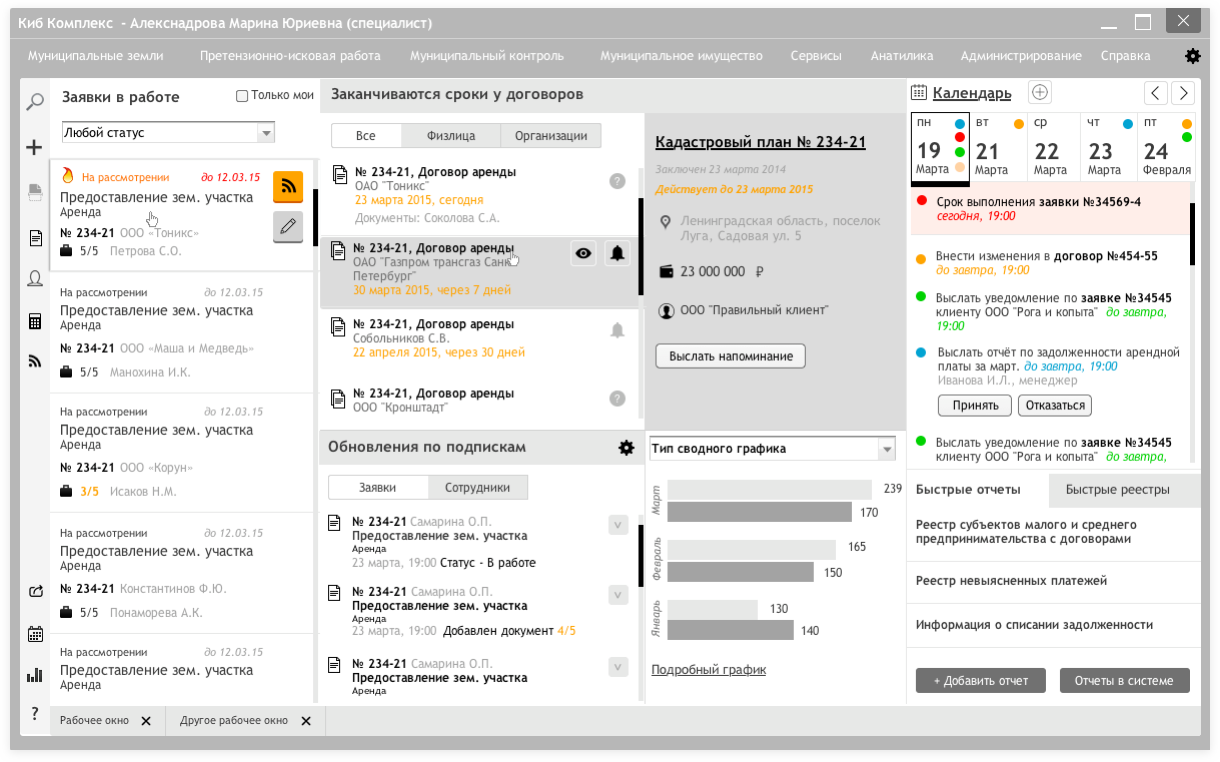 Киб Комплекс - Алекснадрова Марина Юриевна (специалист)
Муниципальные земли Претензионно-исковая работа Муниципальный контроль Муниципальное имущество Сервисы Анатилика Администрирование Справка
Заявки в работе Только мои
Любой статус
На рассмотрении до 12.03.15
Предоставление зем. участка
Аренда
№ 234-21 ООО «Тоникс»
5/5 Петрова С.О.
На рассмотрении до 12.03.15
Предоставление зем. участка
Аренда
№ 234-21 ООО «Маша и Медведь»
5/5 Манохина И.К.
На рассмотрении до 12.03.15
Предоставление зем. участка
Аренда
№ 234-21 ООО «Корун»
3/5 Исаков Н.М.
На рассмотрении до 12.03.15
Предоставление зем. участка
Аренда
№ 234-21 Константинов Ф.Ю.
5/5 Понаморева А.К.
На рассмотрении до 12.03.15
Предоставление зем. участка
Аренда
?
Заканчиваются сроки у договоров
Все Физлица Организации
№ 234-21, Договор аренды
ОАО "Тоникс"
23 марта 2015, сегодня
Документы: Соколова С.А.
?
№ 234-21, Договор аренды
ОАО "Газпром трансгаз Санкт-
Петербург"
30 марта 2015, через 7 дней
№ 234-21, Договор аренды
Собольников С.В.
22 апреля 2015, через 30 дней
№ 234-21, Договор аренды
ООО "Кронштадт"
?
Кадастровый план № 234-21
Заключен 23 марта 2014
Действует до 23 марта 2015
Ленинградская область, поселок
Луга, Садовая ул. 5
23 000 000 ₽
ООО "Правильный клиент"
Выслать напоминание
Обновления по подпискам
Заявки Сотрудники
№ 234-21 Самарина О.П.
Предоставление зем. участка
Аренда
23 марта, 19:00 Статус - В работе
v
№ 234-21 Самарина О.П.
Предоставление зем. участка
Аренда
23 марта, 19:00 Добавлен документ 4/5
v
№ 234-21 Самарина О.П.
Предоставление зем. участка
Аренда
v
Тип сводного графика
Март 239
170
Февраль 165
150
Январь 130
140
Подробный график
Календарь
пн вт ср чт пт
19 21 22 23 24
Марта Марта Марта Марта Февраля
Срок выполнения заявки №34569-4
сегодня, 19:00
Внести изменения в договор №454-55
до завтра, 19:00
Выслать уведомление по заявке №34545
клиенту ООО "Рога и копыта" до завтра,
19:00
Выслать отчёт по задолженности арендной
платы за март. до завтра, 19:00
Иванова И.Л., менеджер
Принять Отказаться
Выслать уведомление по заявке №34545
клиенту ООО "Рога и копыта" до завтра,
Быстрые отчеты Быстрые реестры
Реестр субъектов малого и среднего
предпринимательства с договорами
Реестр невыясненных платежей
Информация о списании задолженности
+ Добавить отчет Отчеты в системе
Рабочее окно Другое рабочее окно